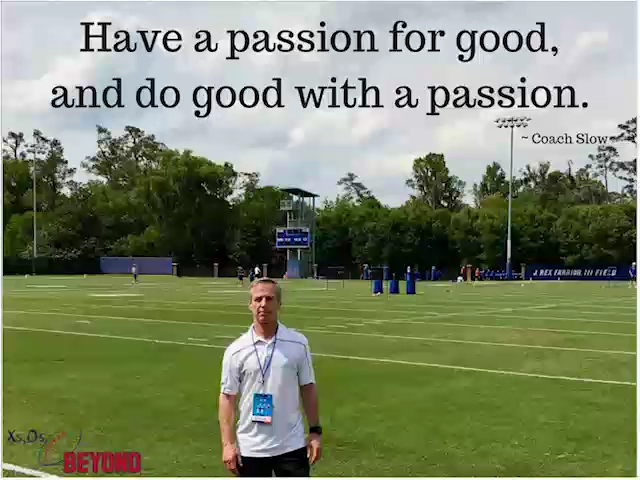 Have a passion for good,
and do good with a passion.
~ Coach Slow ~
J. REX FARRIOR III FIELD
Xs,Os,
BEYOND